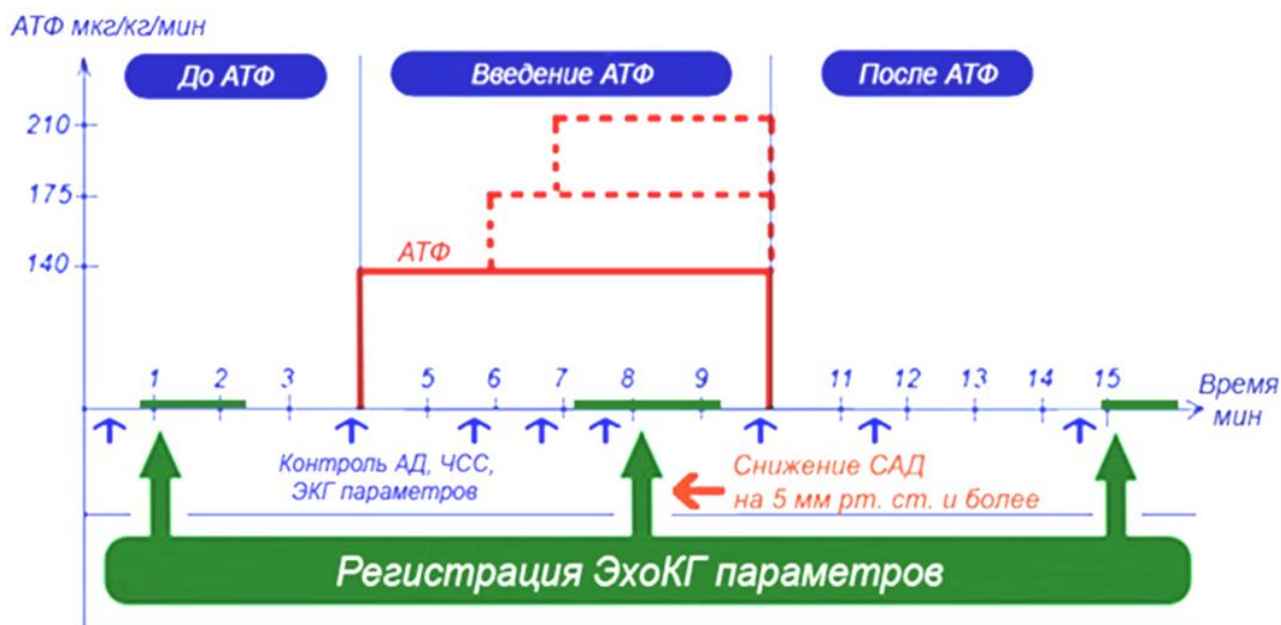 АТФ мкг/кг/мин
До АТФ
Введение АТФ
После АТФ
210
175
140
АТФ
1 2 3 5 6 7 8 9 11 12 13 14 15
Время
мин
Контроль АД, ЧСС,
ЭКГ параметров
Снижение САД
на 5 мм рт. ст. и более
Регистрация ЭхоКГ параметров